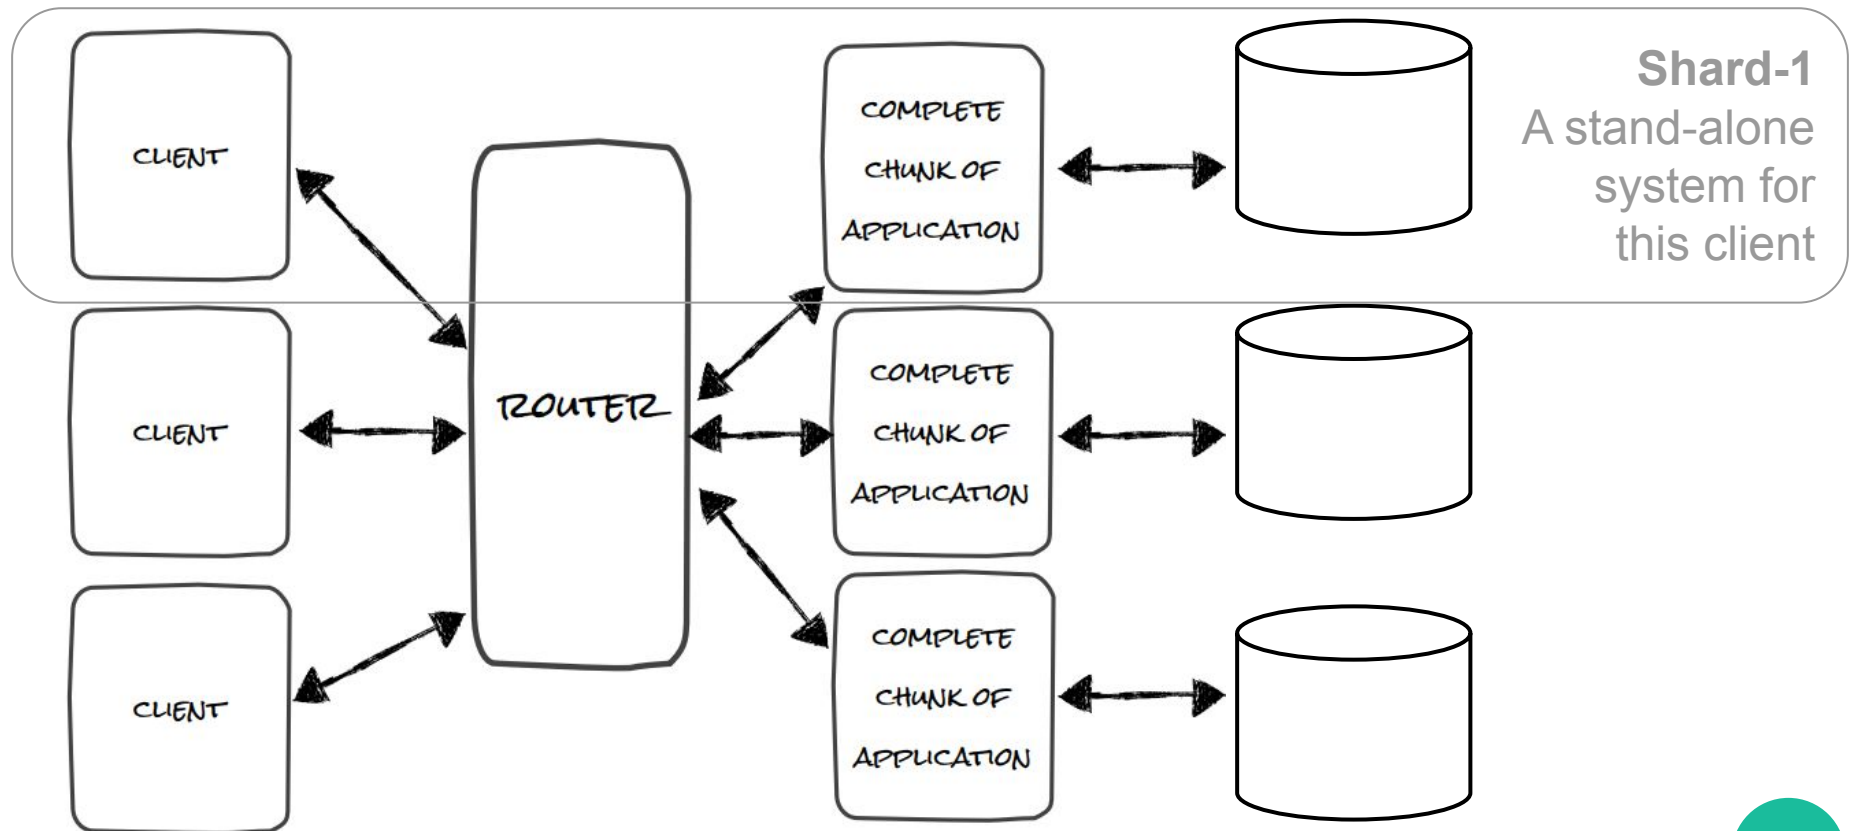 CLIENT
COMPLETE
CHUNK OF
APPLICATION
Shard-1
A stand-alone
system for
this client
CLIENT
ROUTER
COMPLETE
CHUNK OF
APPLICATION
CLIENT
COMPLETE
CHUNK OF
APPLICATION